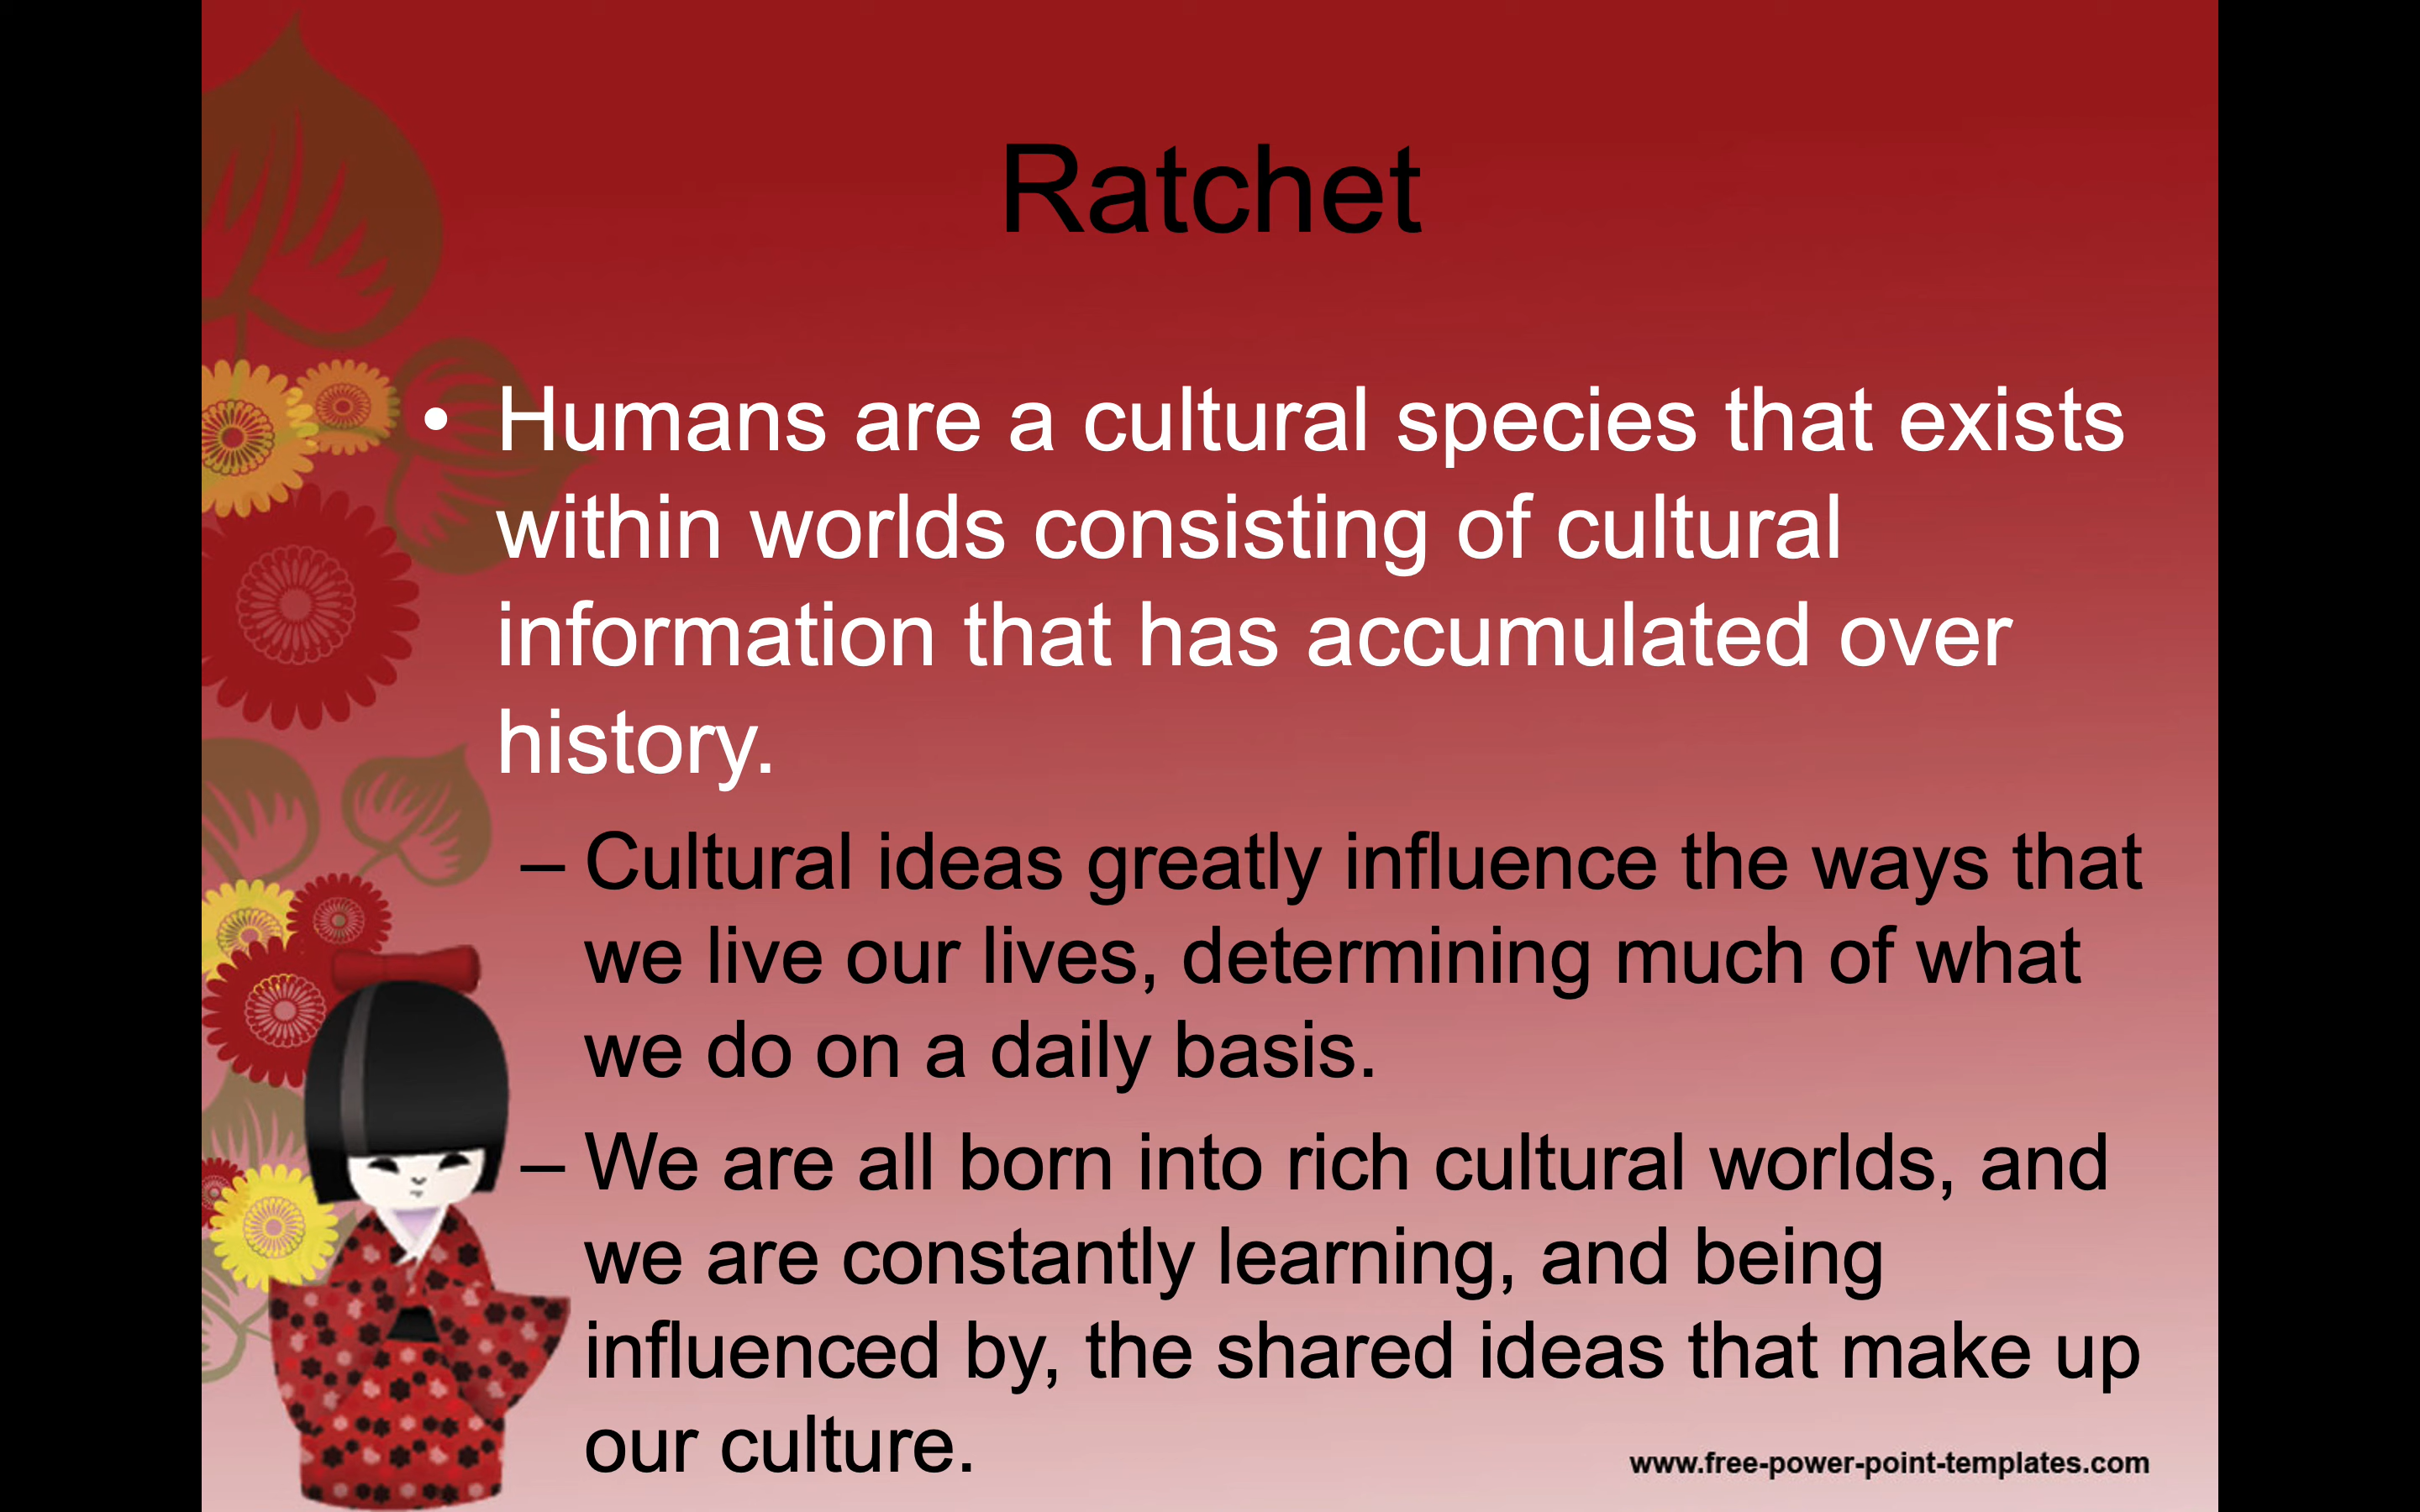 Ratchet
• Humans are a cultural species that exists
within worlds consisting of cultural
information that has accumulated over
history.
– Cultural ideas greatly influence the ways that
we live our lives, determining much of what
we do on a daily basis.
– We are all born into rich cultural worlds, and
we are constantly learning, and being
influenced by, the shared ideas that make up
our culture.
www.free-power-point-templates.com